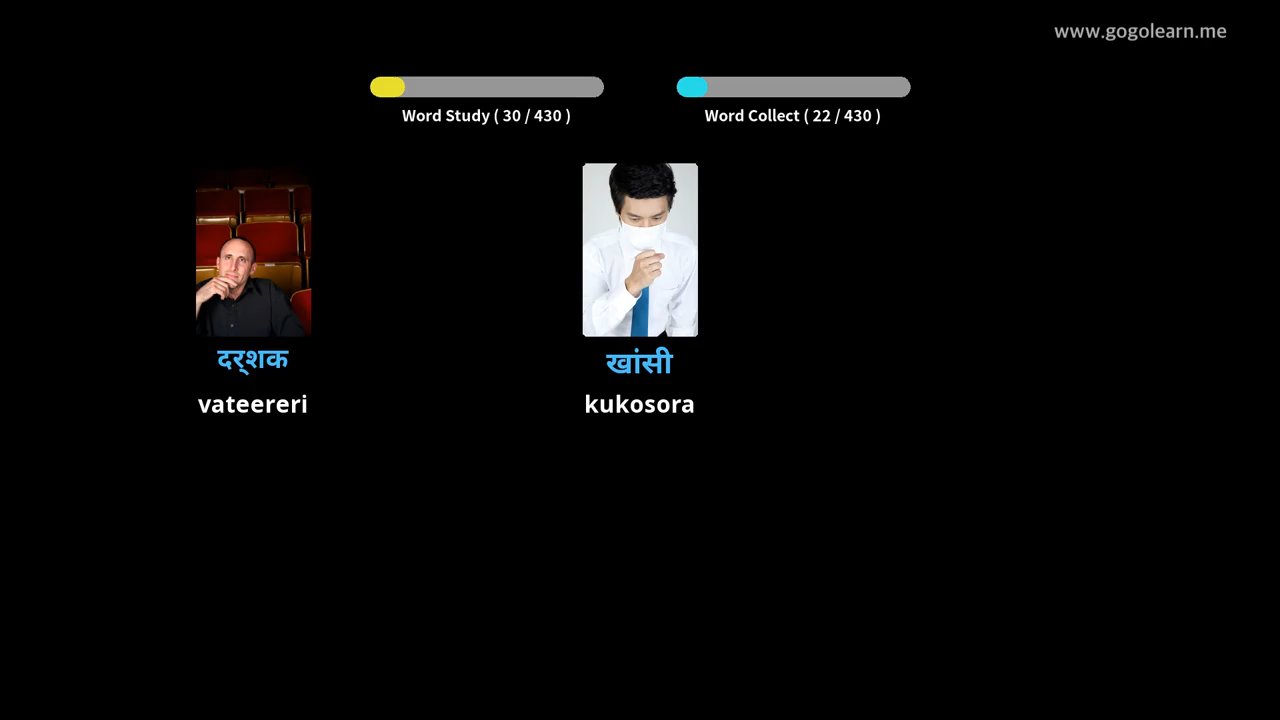 www.gogolearn.me
Word Study ( 30 / 430 )
Word Collect ( 22 / 430 )
दर्‌शक
vateereri
खांसी
kukosora